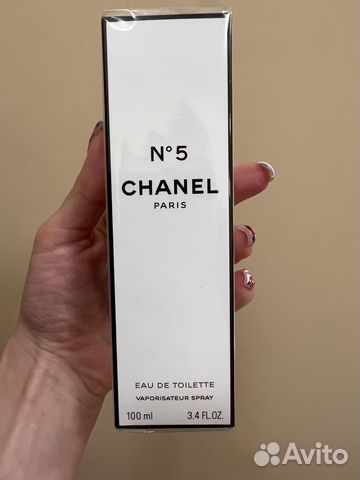 N°5
CHANEL
PARIS
EAU DE TOILETTE
VAPORISATEUR SPRAY
100 ml 3.4 FL.OZ.
Avito